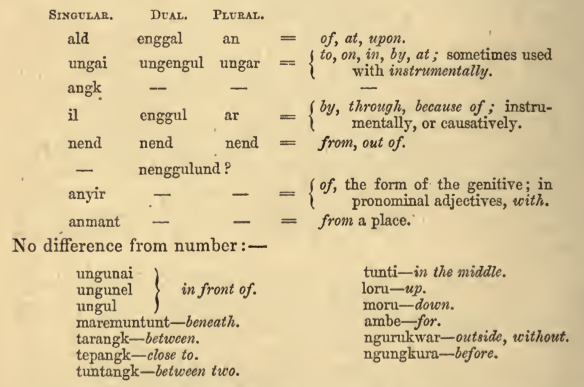 SINGULAR. DUAL. PLURAL.
ald enggal an = of, at, upon.
ungai ungengul ungar = { to, on, in, by, at; sometimes used
with instrumentally.
angk — — —
il enggul ar = { by, through, because of; instru-
mentally, or causatively.
nend nend nend = from, out of.
— nenggulund ?
anyir — — = { of, the form of the genitive; in
pronominal adjectives, with.
anmant — — = from a place.
No difference from number:—
ungunai
ungunel } in front of.
ungul
maremuntunt—beneath.
tarangk—between.
tepangk—close to.
tuntangk—between two.
tunti—in the middle.
loru—up.
moru—down.
ambe—for.
ngurukwar—outside, without.
ngungkura—before.